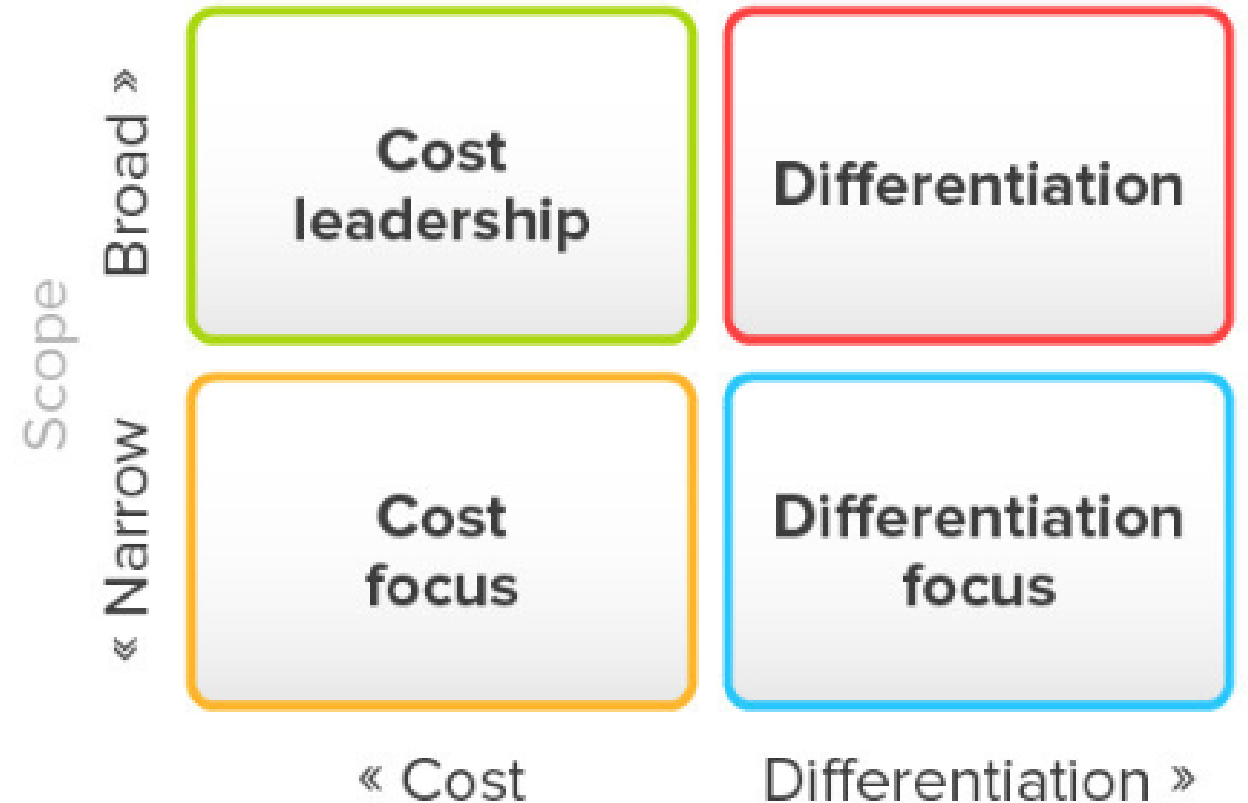 Scope
Broad »
« Narrow
Cost
leadership
Differentiation
Cost
focus
Differentiation
focus
« Cost
Differentiation »